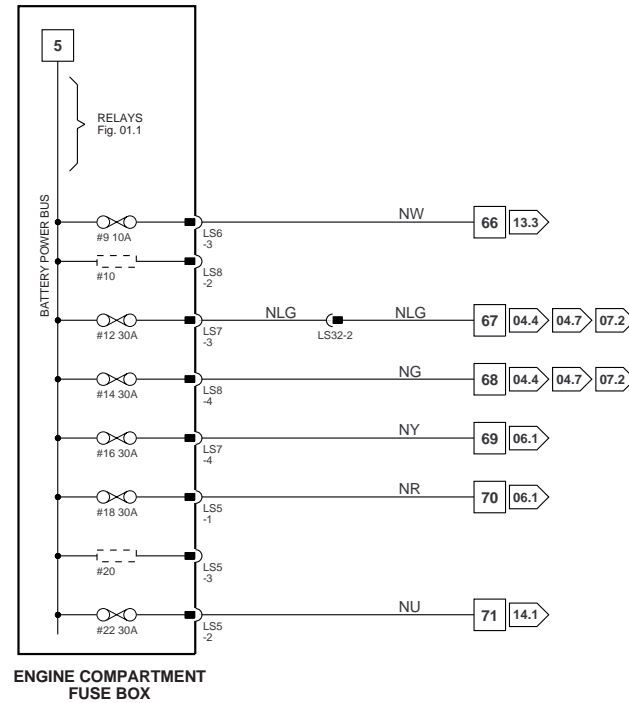 5
RELAYS
Fig. 01.1
BATTERY POWER BUS
#9 10A
LS6
-3
NW
66 13.3
#10
LS8
-2
#12 30A
LS7
-3
NLG
LS32-2
NLG
67 04.4 04.7 07.2
#14 30A
LS8
-4
NG
68 04.4 04.7 07.2
#16 30A
LS7
-4
NY
69 06.1
#18 30A
LS5
-1
NR
70 06.1
#20
LS5
-3
#22 30A
LS5
-2
NU
71 14.1
ENGINE COMPARTMENT
FUSE BOX